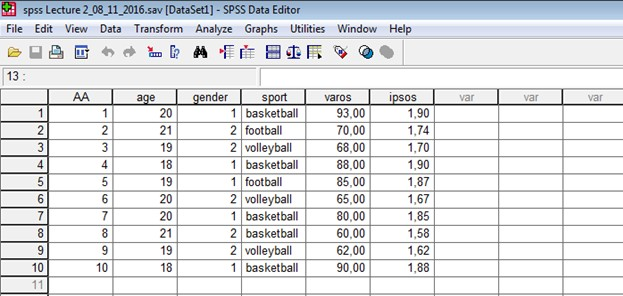 spss Lecture 2_08_11_2016.sav [DataSet1] - SPSS Data Editor
File Edit View Data Transform Analyze Graphs Utilities Window Help
13 :
AA age gender sport varos ipsos var var var
1 1 20 1 basketball 93,00 1,90
2 2 21 2 football 70,00 1,74
3 3 19 2 volleyball 68,00 1,70
4 4 18 1 basketball 88,00 1,90
5 5 19 1 football 85,00 1,87
6 6 20 2 volleyball 65,00 1,67
7 7 20 1 basketball 80,00 1,85
8 8 21 2 basketball 60,00 1,58
9 9 19 2 volleyball 62,00 1,62
10 10 18 1 basketball 90,00 1,88
11